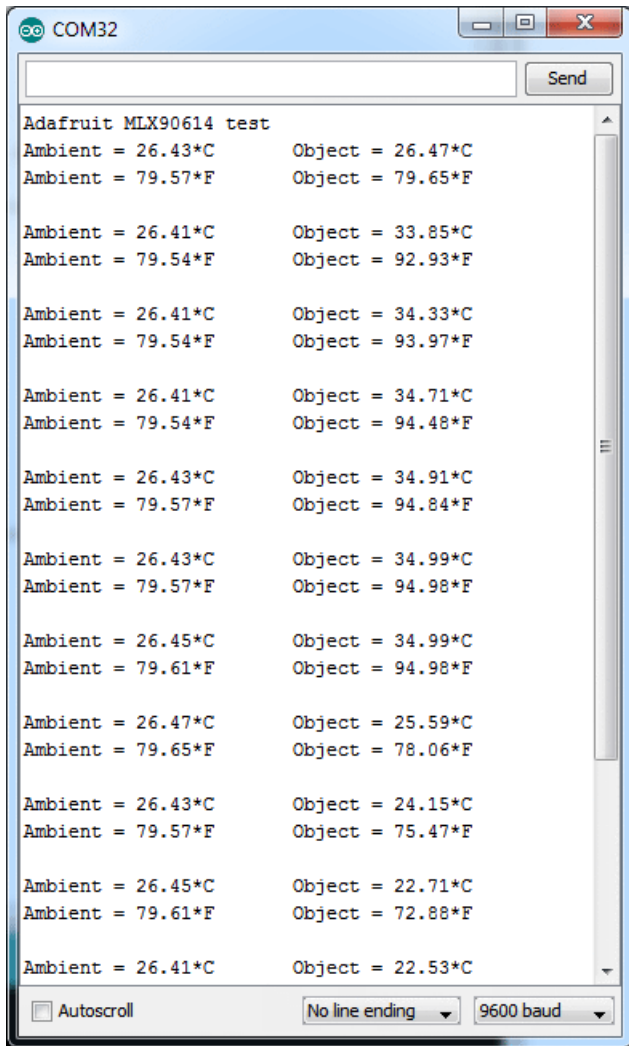 COM32
Send
Adafruit MLX90614 test
Ambient = 26.43*C Object = 26.47*C
Ambient = 79.57*F Object = 79.65*F
Ambient = 26.41*C Object = 33.85*C
Ambient = 79.54*F Object = 92.93*F
Ambient = 26.41*C Object = 34.33*C
Ambient = 79.54*F Object = 93.97*F
Ambient = 26.41*C Object = 34.71*C
Ambient = 79.54*F Object = 94.48*F
Ambient = 26.43*C Object = 34.91*C
Ambient = 79.57*F Object = 94.84*F
Ambient = 26.43*C Object = 34.99*C
Ambient = 79.57*F Object = 94.98*F
Ambient = 26.45*C Object = 34.99*C
Ambient = 79.61*F Object = 94.98*F
Ambient = 26.47*C Object = 25.59*C
Ambient = 79.65*F Object = 78.06*F
Ambient = 26.43*C Object = 24.15*C
Ambient = 79.57*F Object = 75.47*F
Ambient = 26.45*C Object = 22.71*C
Ambient = 79.61*F Object = 72.88*F
Ambient = 26.41*C Object = 22.53*C
Autoscroll No line ending 9600 baud